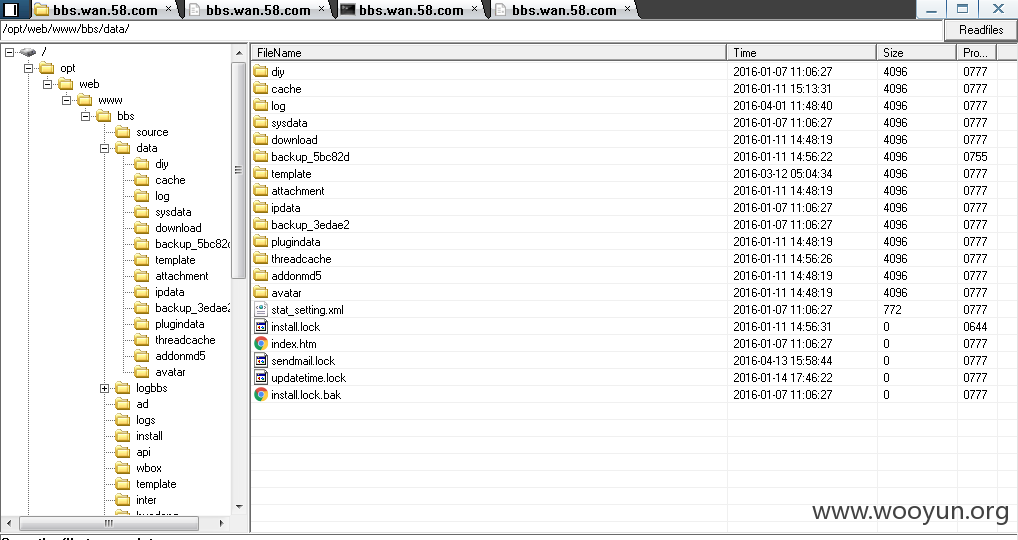 bbs.wan.58.com × bbs.wan.58.com × bbs.wan.58.com × bbs.wan.58.com ×
/opt/web/www/bbs/data/ Readfiles
/
opt
web
www
bbs
source
data
diy
cache
log
sysdata
download
backup_5bc82
template
attachment
ipdata
backup_3edae2
plugindata
threadcache
addonmd5
avatar
logbbs
ad
logs
install
api
wbox
template
inter
FileName Time Size Pro...
diy 2016-01-07 11:06:27 4096 0777
cache 2016-01-11 15:13:31 4096 0777
log 2016-04-01 11:48:40 4096 0777
sysdata 2016-01-07 11:06:27 4096 0777
download 2016-01-11 14:48:19 4096 0777
backup_5bc82d 2016-01-11 14:56:22 4096 0755
template 2016-03-12 05:04:34 4096 0777
attachment 2016-01-11 14:48:19 4096 0777
ipdata 2016-01-07 11:06:27 4096 0777
backup_3edae2 2016-01-07 11:06:27 4096 0777
plugindata 2016-01-11 14:48:19 4096 0777
threadcache 2016-01-11 14:56:26 4096 0777
addonmd5 2016-01-11 14:48:19 4096 0777
avatar 2016-01-11 14:48:19 4096 0777
stat_setting.xml 2016-01-07 11:06:27 772 0777
install.lock 2016-01-11 14:56:31 0 0644
index.htm 2016-01-07 11:06:27 0 0777
sendmail.lock 2016-04-13 15:58:44 0 0777
updatetime.lock 2016-01-14 17:46:22 0 0777
install.lock.bak 2016-01-07 11:06:27 0 0777
www.wooyun.org